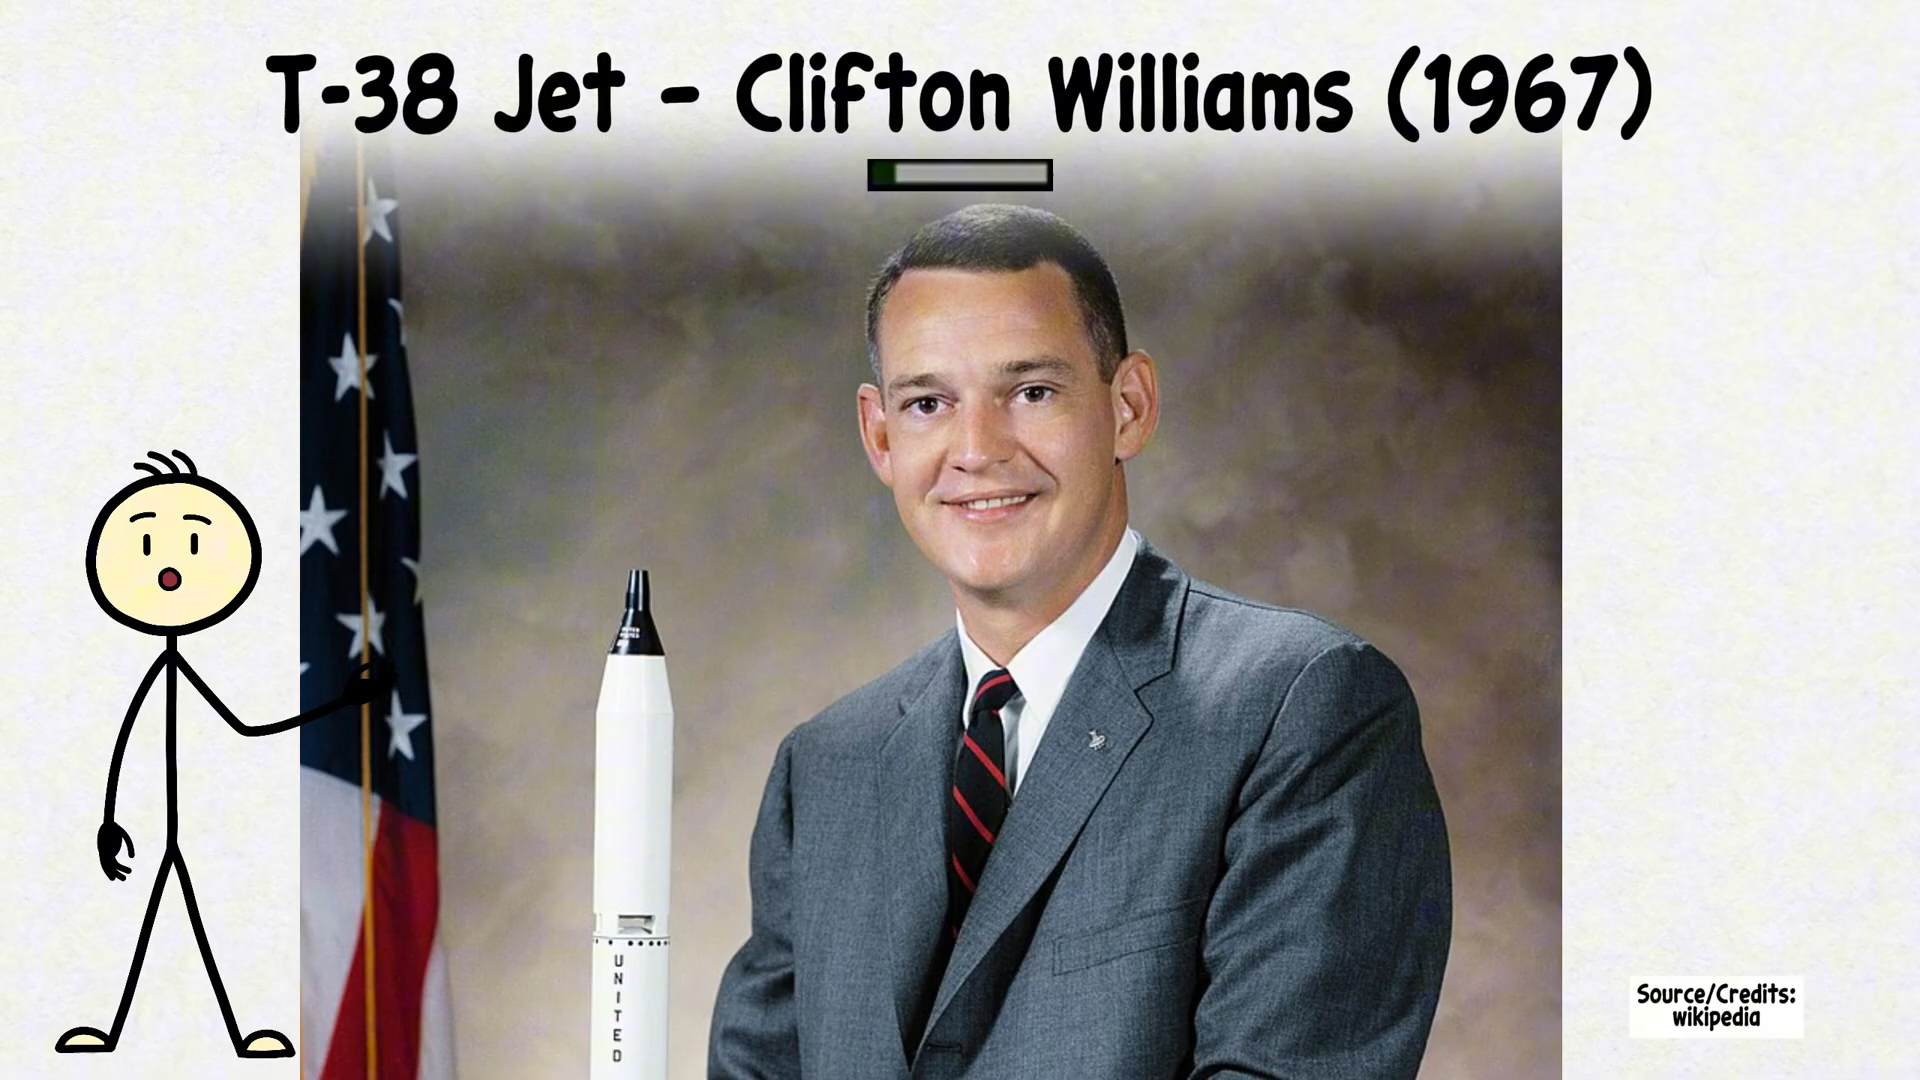 T-38 Jet - Clifton Williams (1967)
UNITED
Source/Credits:
wikipedia